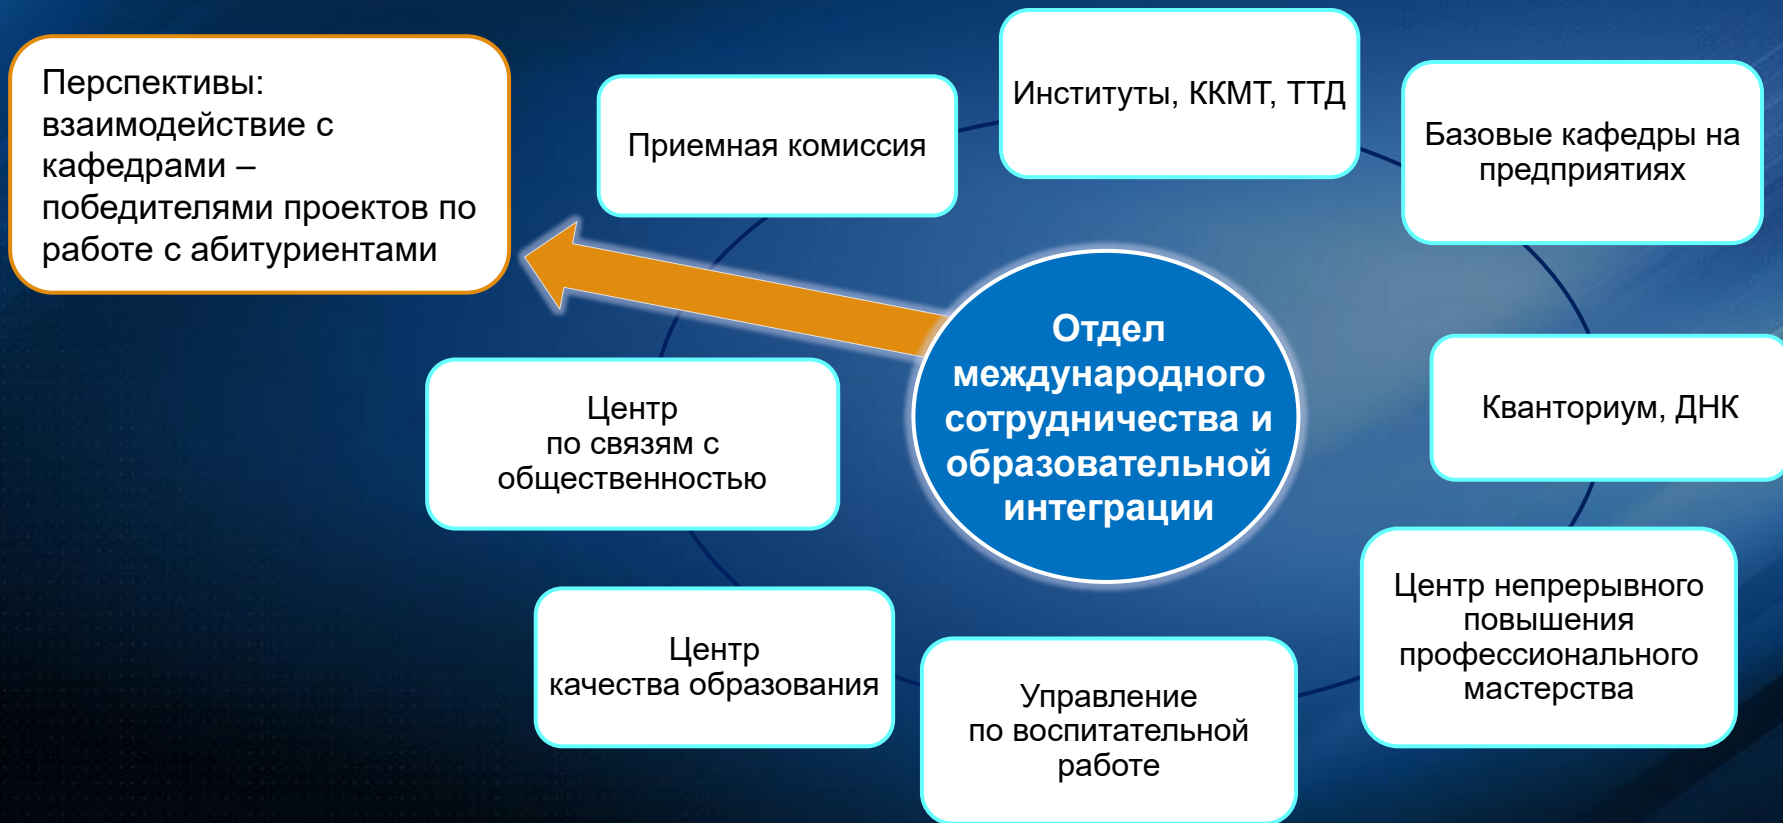 Перспективы:
взаимодействие с
кафедрами –
победителями проектов по
работе с абитуриентами
Приемная комиссия
Институты, ККМТ, ТТД
Базовые кафедры на
предприятиях
Кванториум, ДНК
Центр непрерывного
повышения
профессионального
мастерства
Управление
по воспитательной
работе
Центр
качества образования
Центр
по связям с
общественностью
Отдел
международного
сотрудничества и
образовательной
интеграции